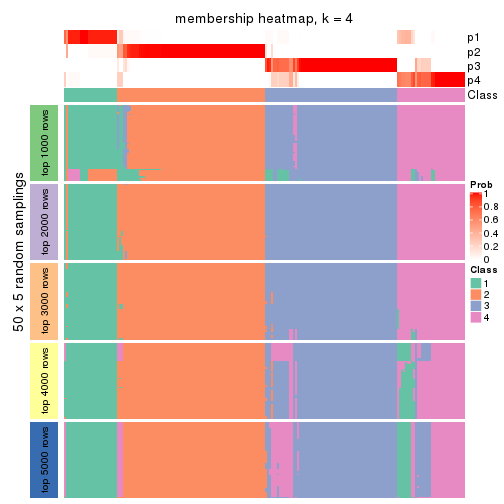 membership heatmap, k = 4
p1
p2
p3
p4
Class
50 x 5 random samplings
top 1000 rows
top 2000 rows
top 3000 rows
top 4000 rows
top 5000 rows
Prob
1
0.8
0.6
0.4
0.2
0
Class
1
2
3
4